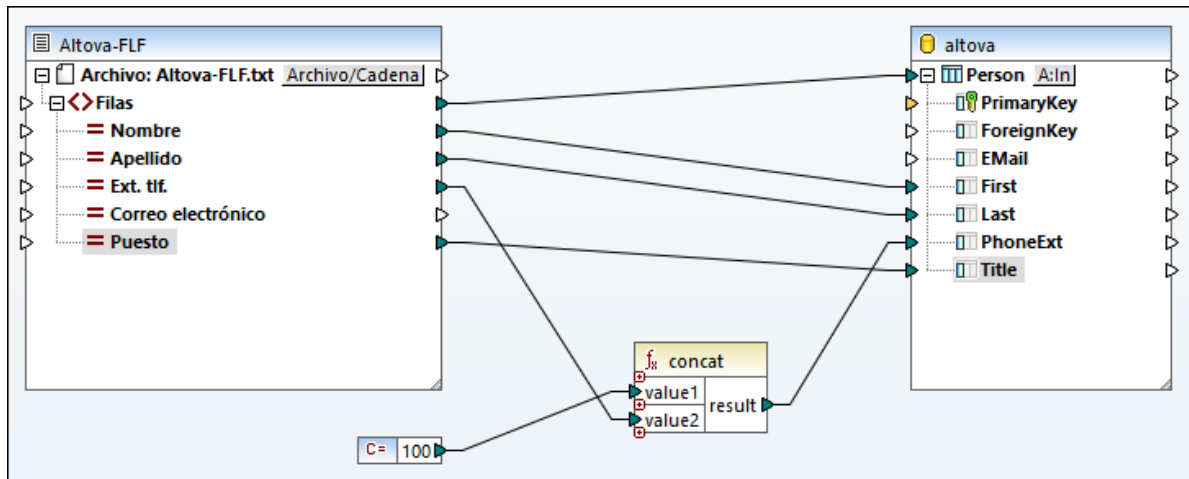 Altova-FLF
Archivo: Altova-FLF.txt Archivo/Cadena
Filas
Nombre
Apellido
Ext. tlf.
Correo electrónico
Puesto
altova
Person A:In
PrimaryKey
ForeignKey
EMail
First
Last
PhoneExt
Title
fx concat
value1
value2
result
C= 100